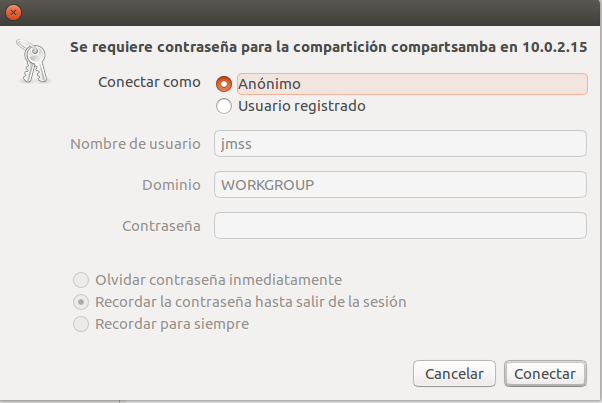 Se requiere contraseña para la compartición compartsamba en 10.0.2.15
Conectar como
Anónimo
Usuario registrado
Nombre de usuario
jmss
Dominio
WORKGROUP
Contraseña
Olvidar contraseña inmediatamente
Recordar la contraseña hasta salir de la sesión
Recordar para siempre
Cancelar
Conectar